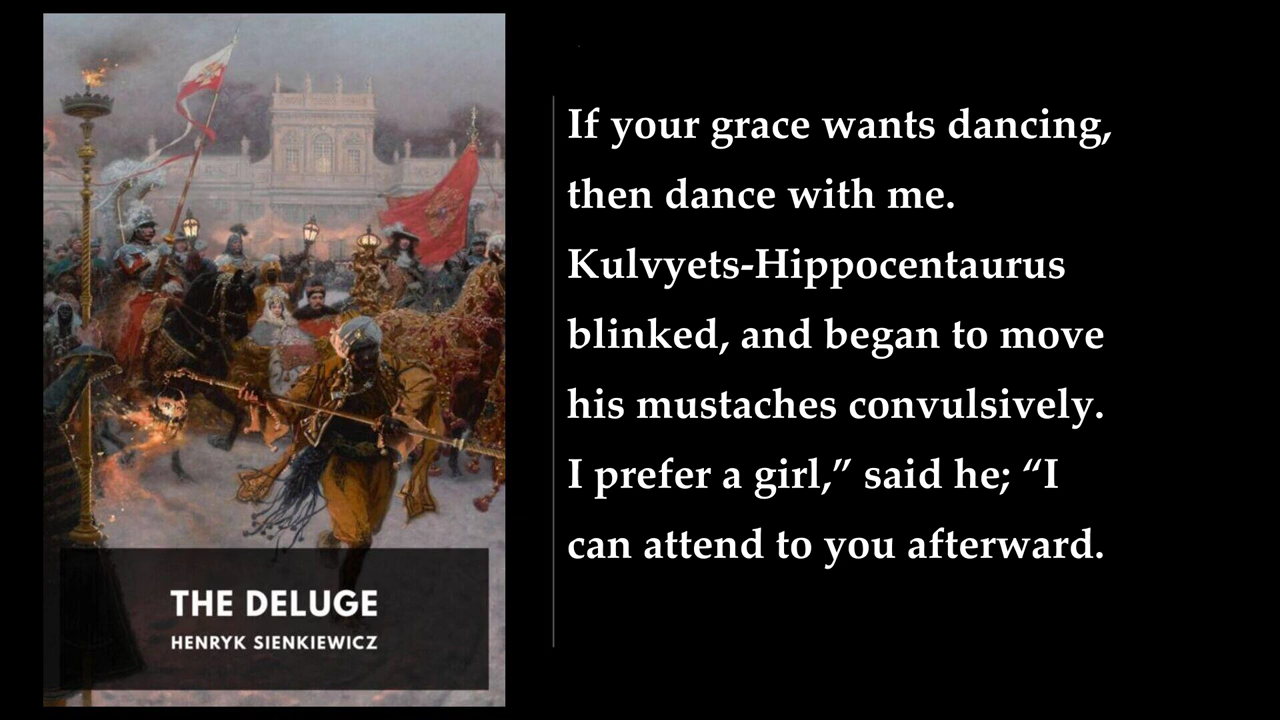 If your grace wants dancing,
then dance with me.
Kulvyets-Hippocentaurus
blinked, and began to move
his mustaches convulsively.
I prefer a girl,” said he; “I
can attend to you afterward.
THE DELUGE
HENRYK SIENKIEWICZ